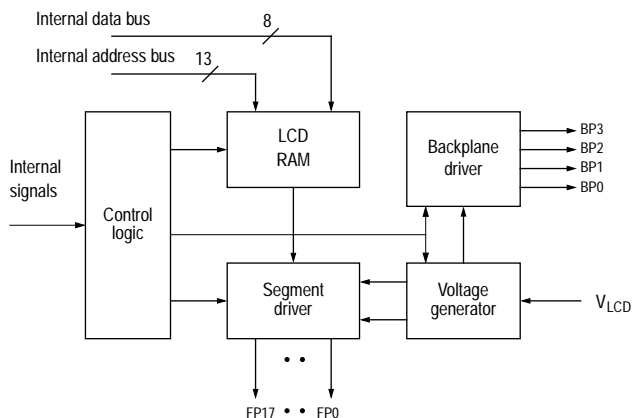 Internal data bus
8
Internal address bus
13
LCD
RAM
Backplane
driver
BP3
BP2
BP1
BP0
Internal
signals
Control
logic
Segment
driver
Voltage
generator
VLCD
FP17
FP0